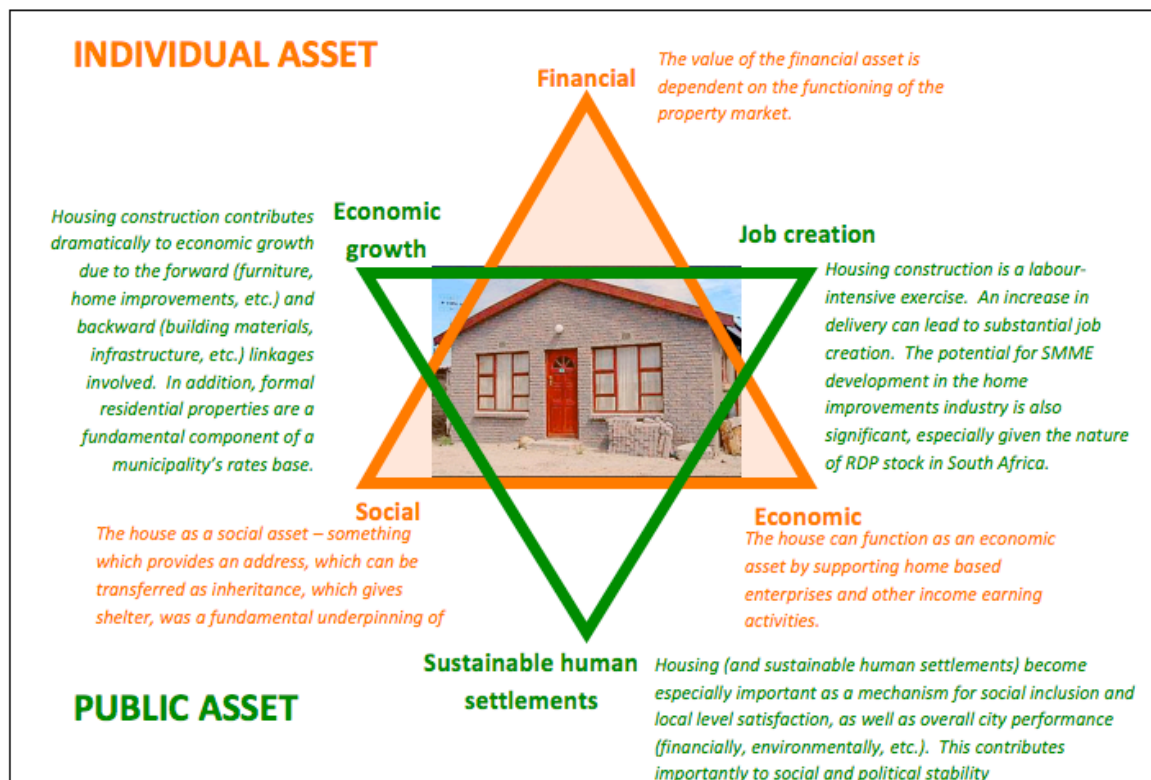 INDIVIDUAL ASSET
Financial
The value of the financial asset is
dependent on the functioning of the
property market.
Housing construction contributes
dramatically to economic growth
due to the forward (furniture,
home improvements, etc.) and
backward (building materials,
infrastructure, etc.) linkages
involved. In addition, formal
residential properties are a
fundamental component of a
municipality's rates base.
Economic
growth
Job creation
Housing construction is a labour-
intensive exercise. An increase in
delivery can lead to substantial job
creation. The potential for SMME
development in the home
improvements industry is also
significant, especially given the nature
of RDP stock in South Africa.
Social
The house as a social asset – something
which provides an address, which can be
transferred as inheritance, which gives
shelter, was a fundamental underpinning of
Economic
The house can function as an economic
asset by supporting home based
enterprises and other income earning
activities.
Sustainable human
settlements
Housing (and sustainable human settlements) become
especially important as a mechanism for social inclusion and
local level satisfaction, as well as overall city performance
(financially, environmentally, etc.). This contributes
importantly to social and political stability
PUBLIC ASSET